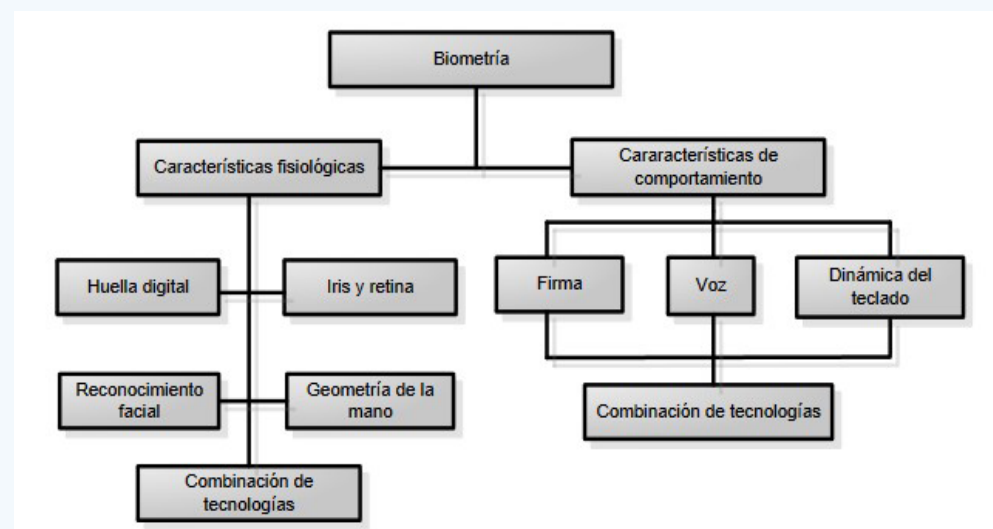 Biometría
Características fisiológicas
Cararacterísticas de
comportamiento
Huella digital
Iris y retina
Firma
Voz
Dinámica del
teclado
Reconocimiento
facial
Geometría de la
mano
Combinación de tecnologías
Combinación de
tecnologías